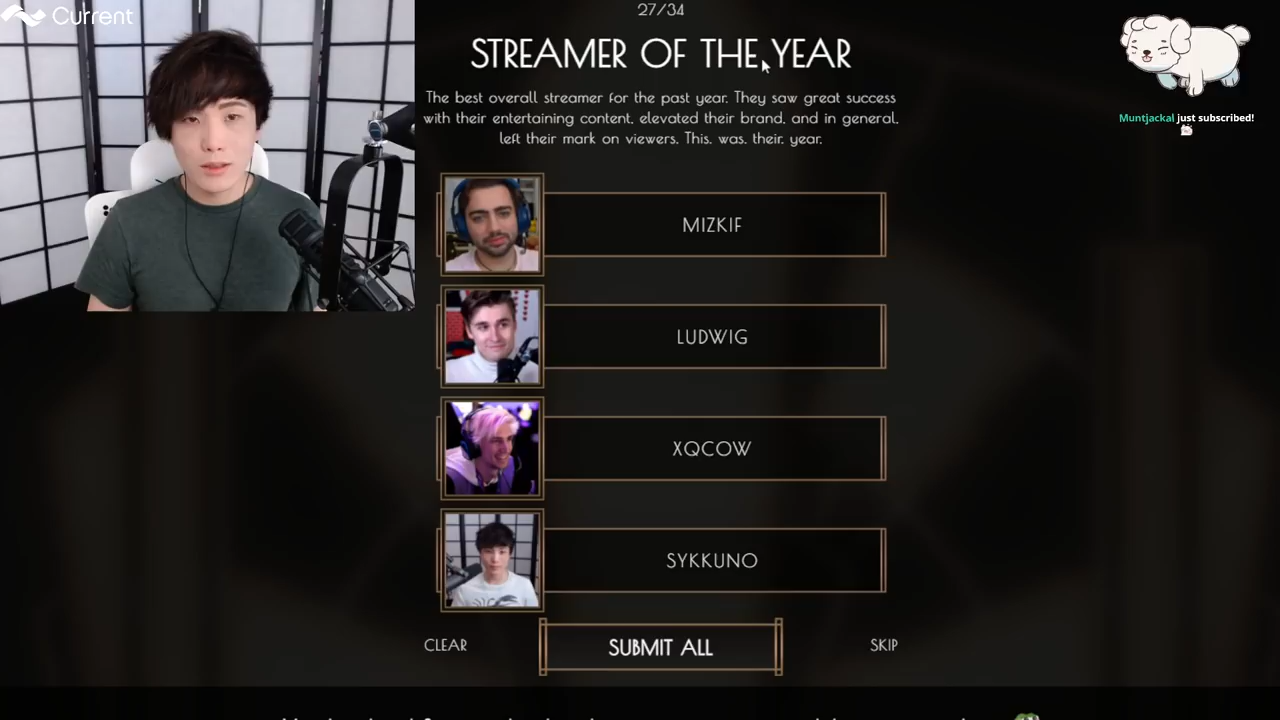 Current
27/34
STREAMER OF THE YEAR
The best overall streamer for the past year. They saw great success
with their entertaining content, elevated their brand, and in general,
left their mark on viewers. This. was. their. year.
MIZKIF
LUDWIG
XQCOW
SYKKUNO
CLEAR
SUBMIT ALL
SKIP
Muntjackal just subscribed!